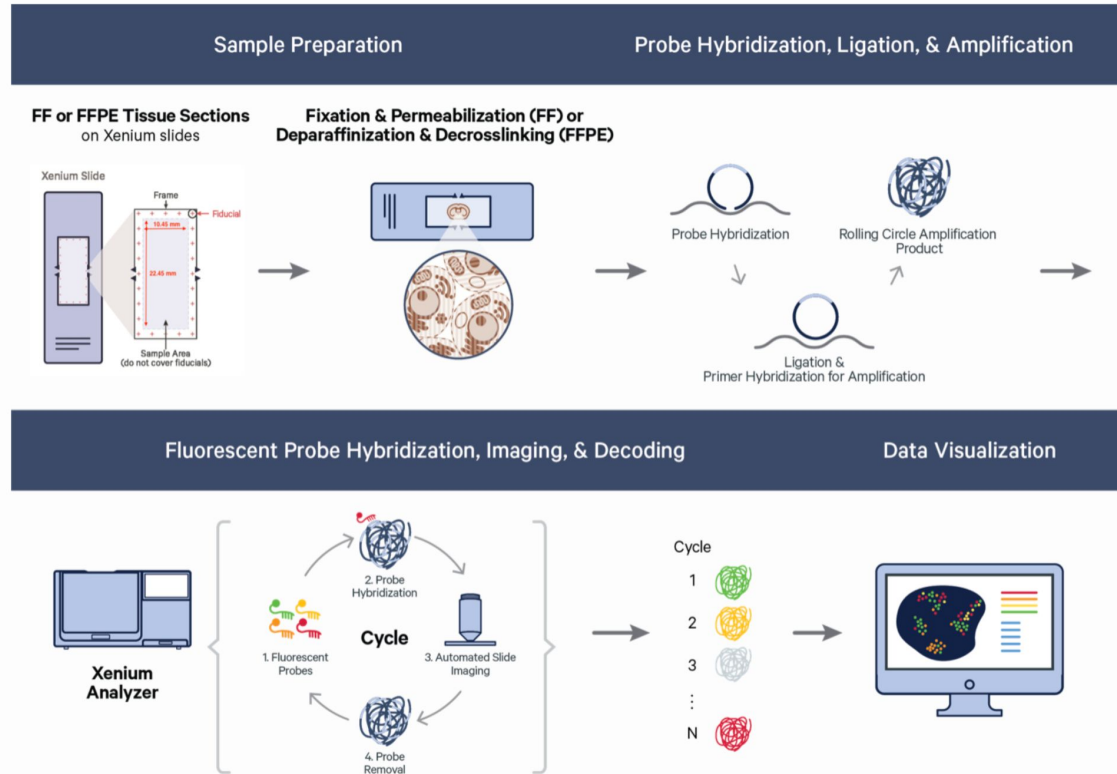 Sample Preparation
Probe Hybridization, Ligation, & Amplification
FF or FFPE Tissue Sections
on Xenium slides
Xenium Slide
Frame
Fiducial
10.45 mm
22.45 mm
Sample Area
(do not cover fiducials)
Fixation & Permeabilization (FF) or
Deparaffinization & Decrosslinking (FFPE)
Probe Hybridization
Rolling Circle Amplification
Product
Ligation &
Primer Hybridization for Amplification
Fluorescent Probe Hybridization, Imaging, & Decoding
Data Visualization
Xenium
Analyzer
2. Probe
Hybridization
Cycle
1. Fluorescent
Probes
3. Automated Slide
Imaging
4. Probe
Removal
Cycle
1
2
3
⋮
N